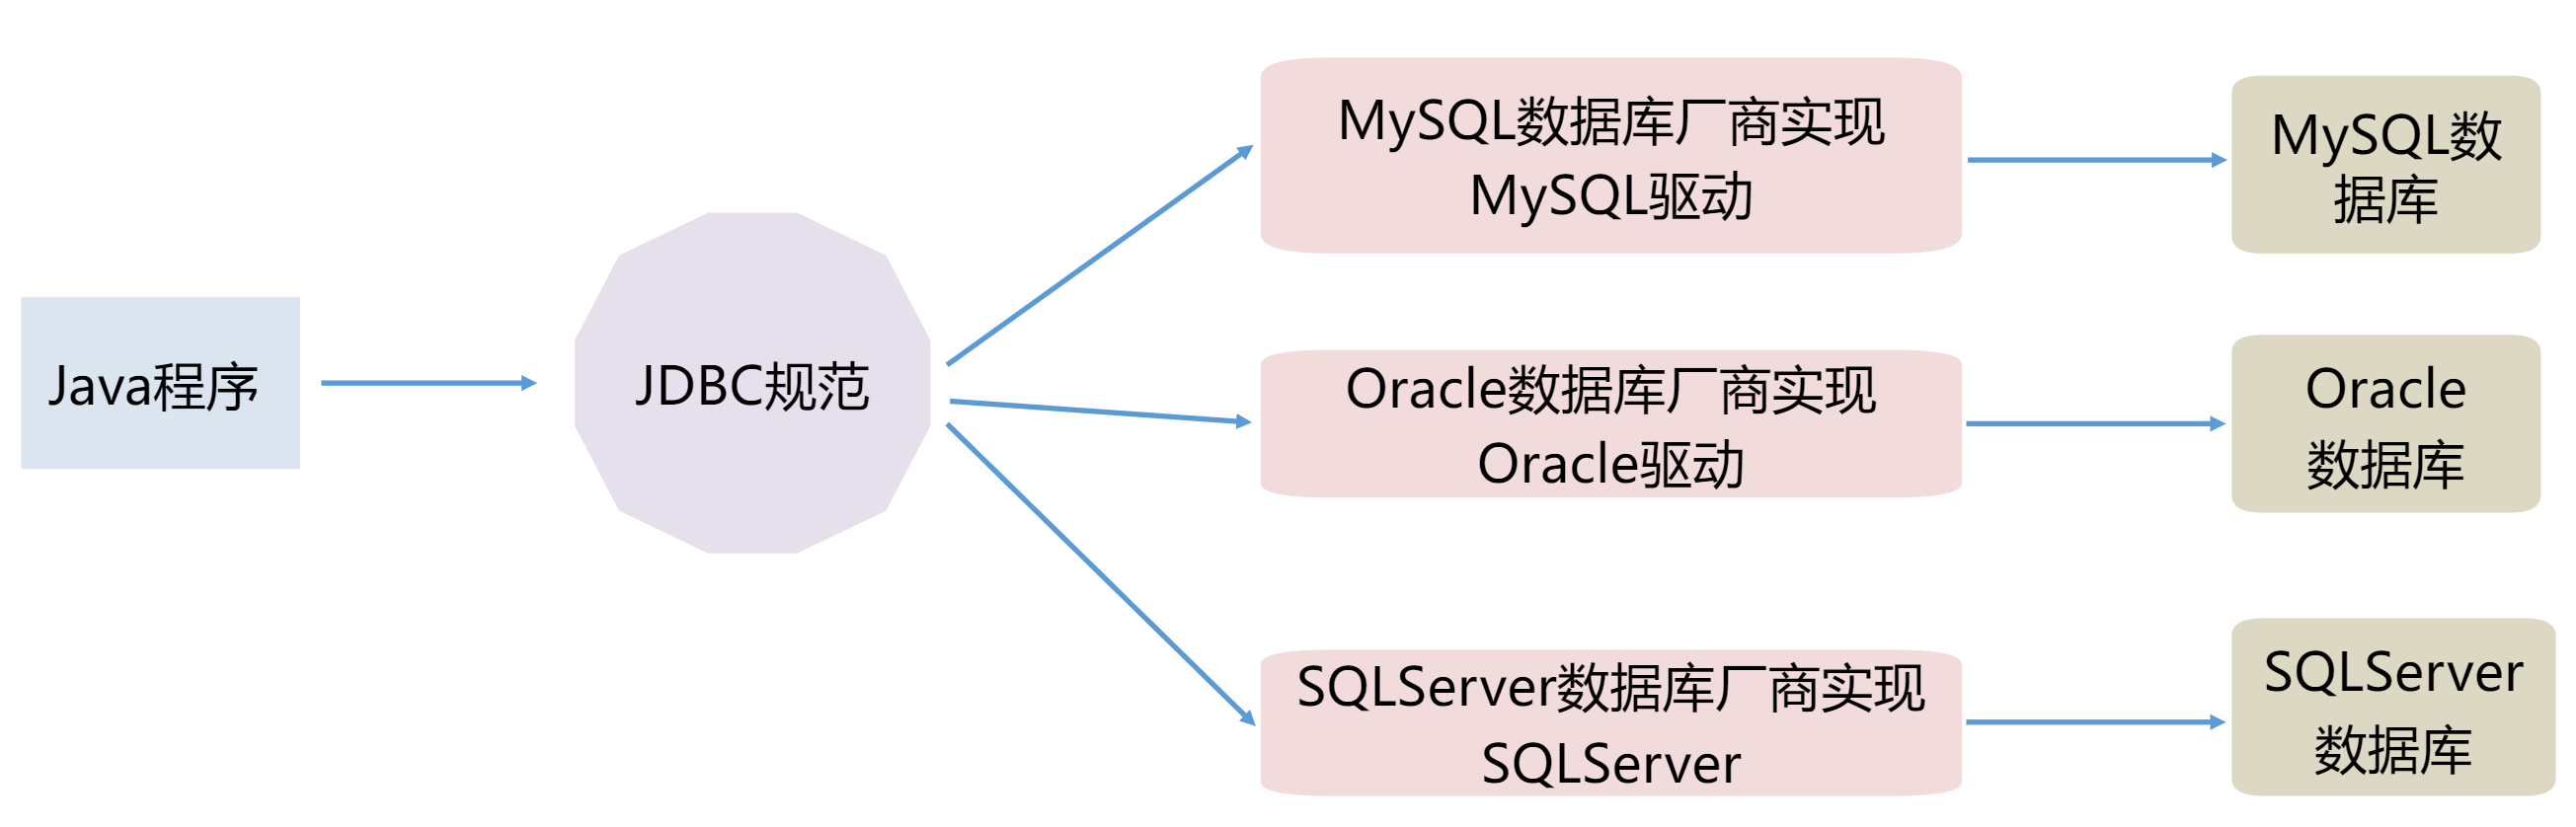 Java程序
JDBC规范
MySQL数据库厂商实现
MySQL驱动
MySQL数
据库
Oracle数据库厂商实现
Oracle驱动
Oracle
数据库
SQLServer数据库厂商实现
SQLServer
SQLServer
数据库